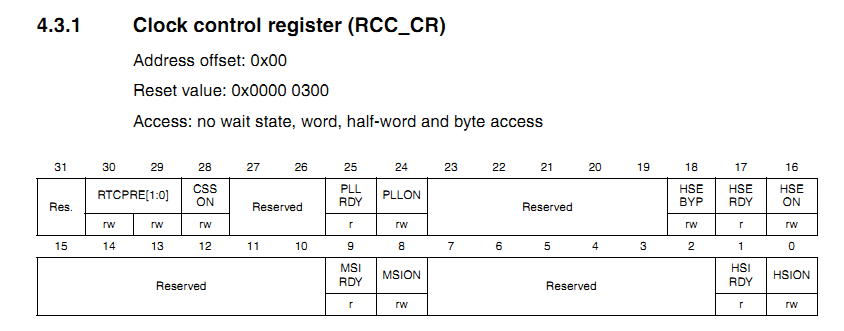 4.3.1 Clock control register (RCC_CR)
Address offset: 0x00
Reset value: 0x0000 0300
Access: no wait state, word, half-word and byte access
31 30 29 28 27 26 25 24 23 22 21 20 19 18 17 16
Res. RTCPRE[1:0] CSS ON Reserved PLL RDY PLLON Reserved HSE BYP HSE RDY HSE ON
rw rw rw r rw rw r rw
15 14 13 12 11 10 9 8 7 6 5 4 3 2 1 0
Reserved MSI RDY MSION Reserved HSI RDY HSION
r rw r rw